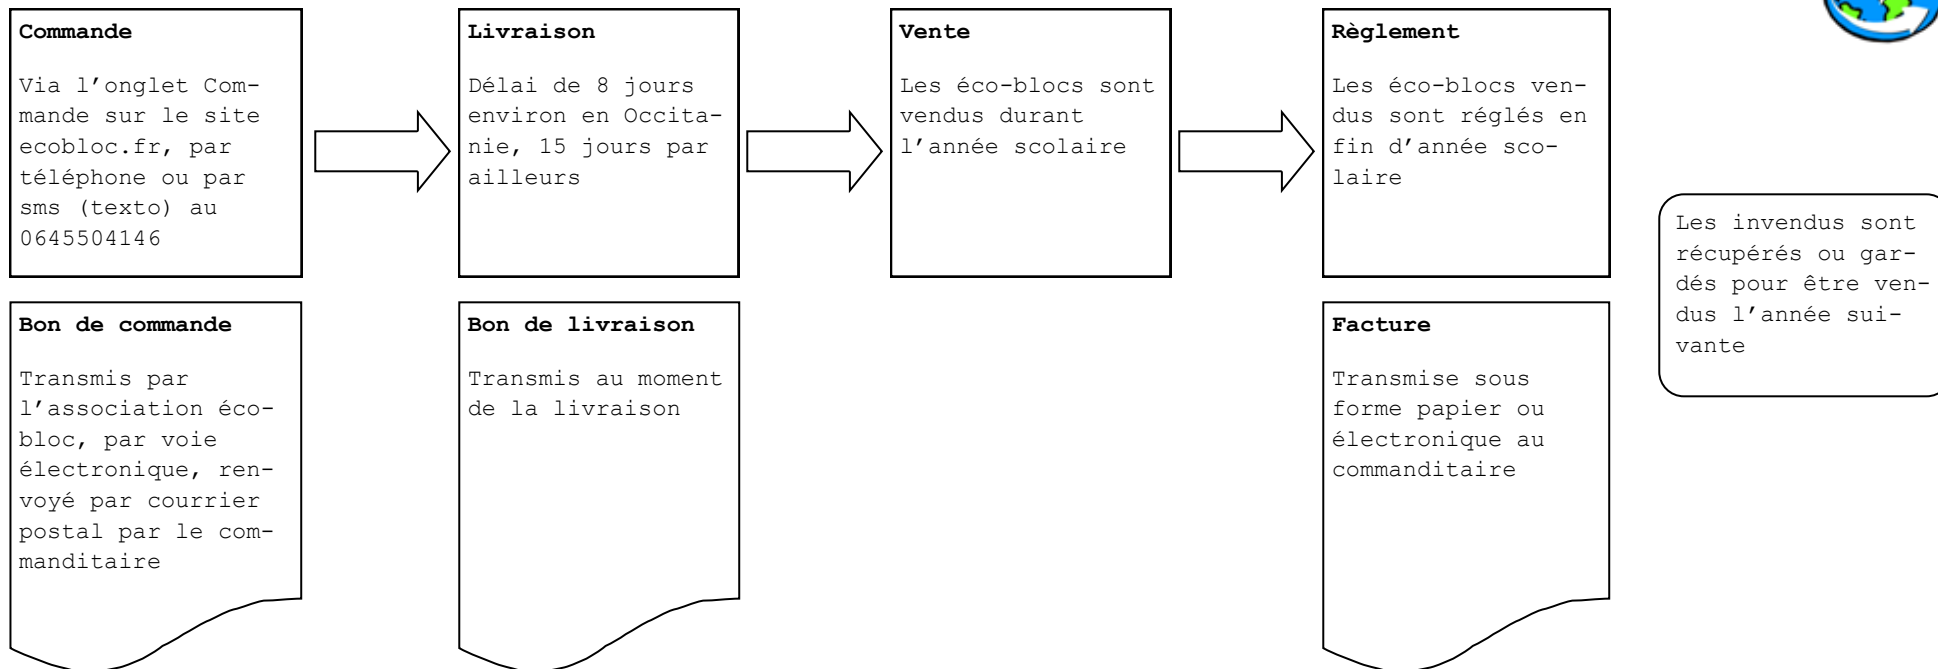 Commande
Via l’onglet Com-
mande sur le site
ecobloc.fr, par
téléphone ou par
sms (texto) au
0645504146
Livraison
Délai de 8 jours
environ en Occita-
nie, 15 jours par
ailleurs
Vente
Les éco-blocs sont
vendus durant
l’année scolaire
Règlement
Les éco-blocs ven-
dus sont réglés en
fin d’année sco-
laire
Les invendus sont
récupérés ou gar-
dés pour être ven-
dus l’année sui-
vante
Bon de commande
Transmis par
l’association éco-
bloc, par voie
électronique, ren-
voyé par courrier
postal par le com-
manditaire
Bon de livraison
Transmis au moment
de la livraison
Facture
Transmise sous
forme papier ou
électronique au
commanditaire